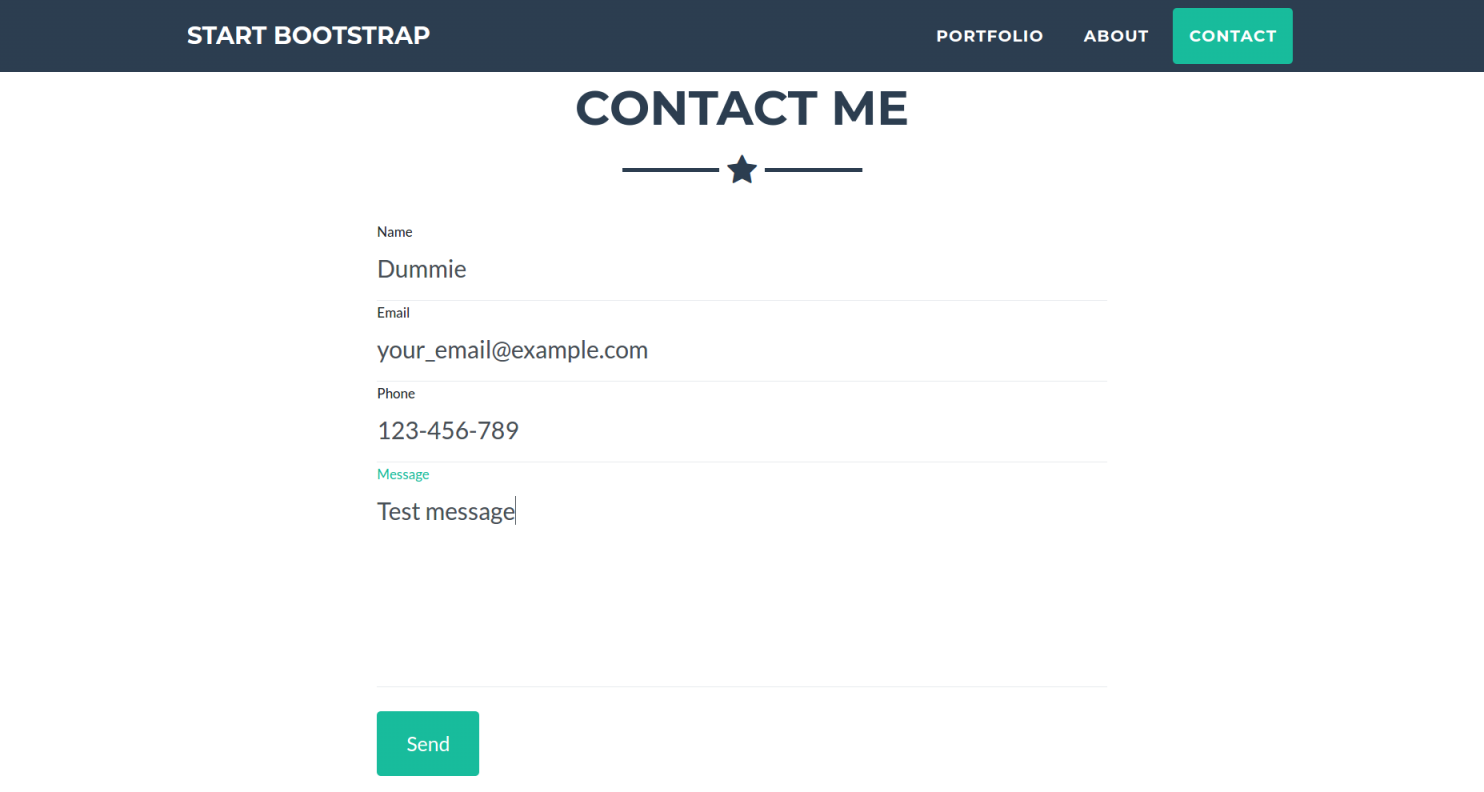 START BOOTSTRAP PORTFOLIO ABOUT CONTACT
CONTACT ME
Name
Dummie
Email
your_email@example.com
Phone
123-456-789
Message
Test message
Send